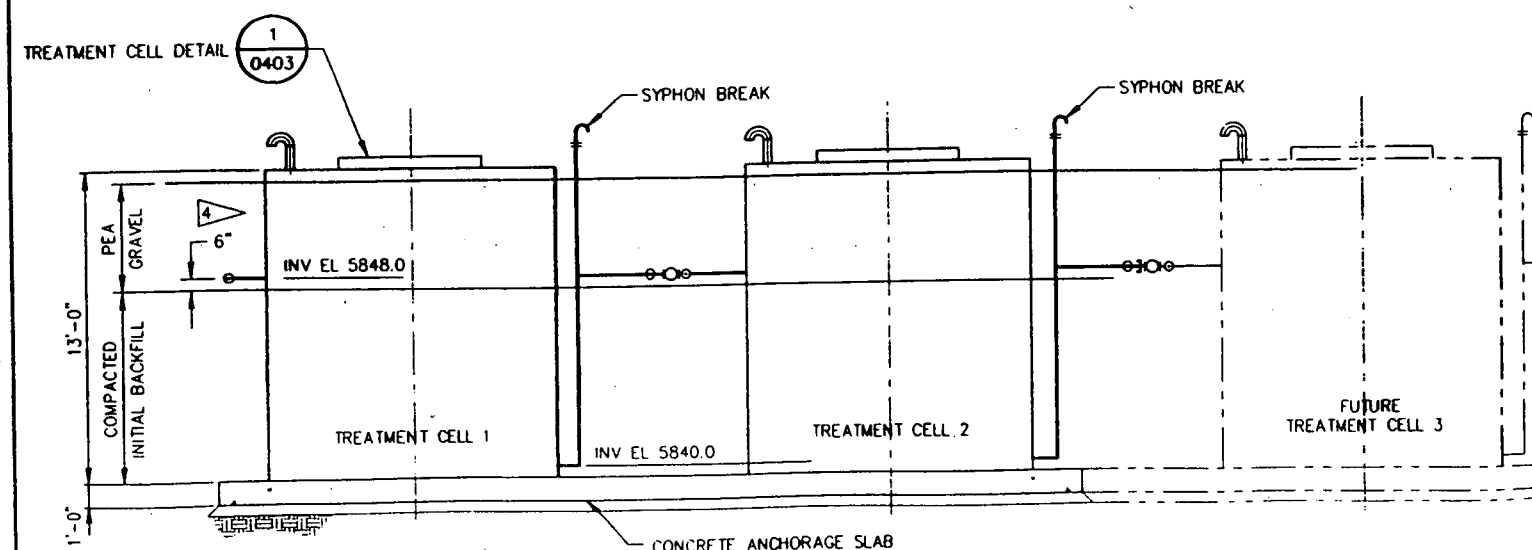 TREATMENT CELL DETAIL
1
0403
SYPHON BREAK
SYPHON BREAK
PEA
GRAVEL
4
6"
INV EL 5848.0
13'-0"
COMPACTED
INITIAL BACKFILL
TREATMENT CELL 1
TREATMENT CELL 2
FUTURE
TREATMENT CELL 3
INV EL 5840.0
1'-0"
CONCRETE ANCHORAGE SLAB